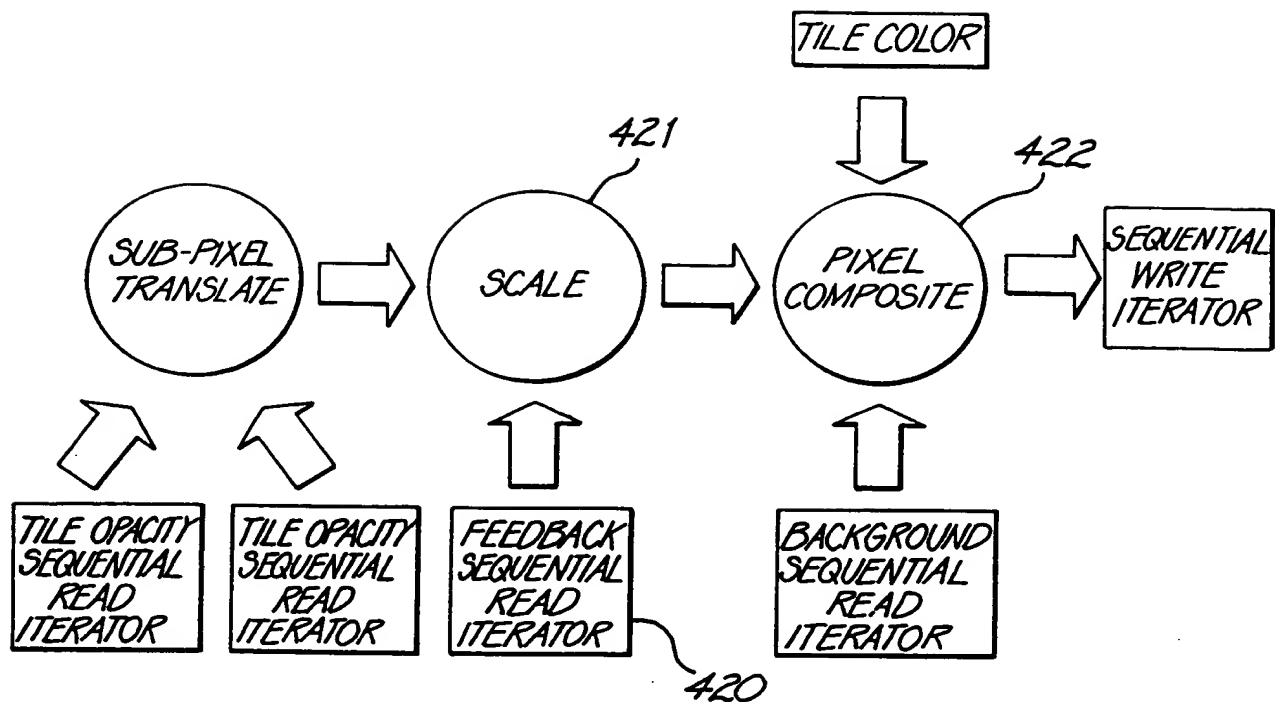 TILE COLOR
421
422
SUB-PIXEL
TRANSLATE
SCALE
PIXEL
COMPOSITE
SEQUENTIAL
WRITE
ITERATOR
TILE OPACITY
SEQUENTIAL
READ
ITERATOR
TILE OPACITY
SEQUENTIAL
READ
ITERATOR
FEEDBACK
SEQUENTIAL
READ
ITERATOR
BACKGROUND
SEQUENTIAL
READ
ITERATOR
420